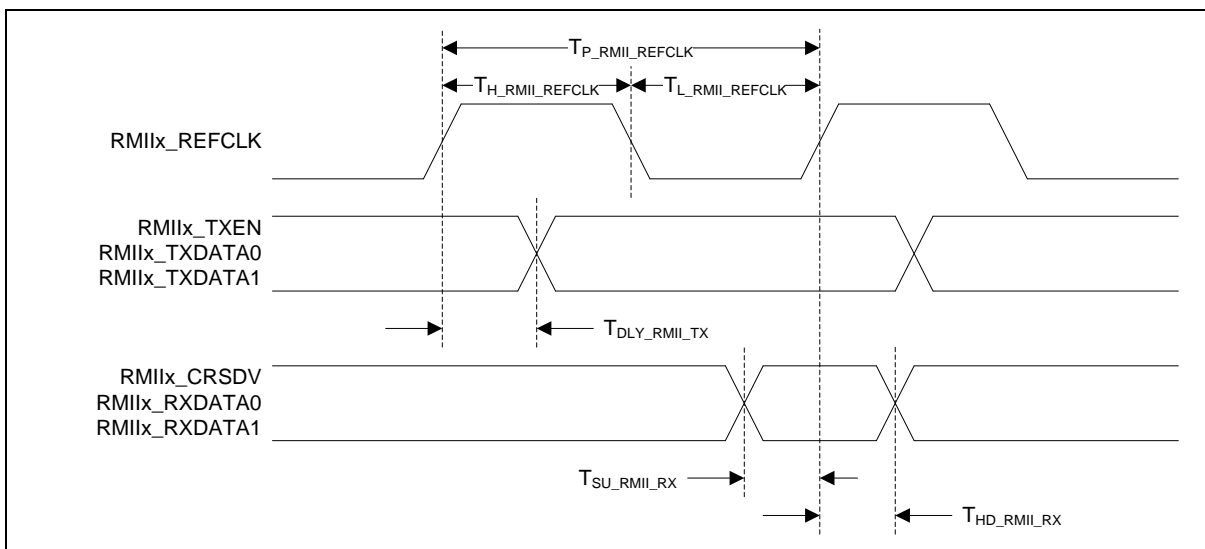 T_P_RMII_REFCLK
T_H_RMII_REFCLK
T_L_RMII_REFCLK
RMIIx_REFCLK
RMIIx_TXEN
RMIIx_TXDATA0
RMIIx_TXDATA1
T_DLY_RMII_TX
RMIIx_CRSDV
RMIIx_RXDATA0
RMIIx_RXDATA1
T_SU_RMII_RX
T_HD_RMII_RX